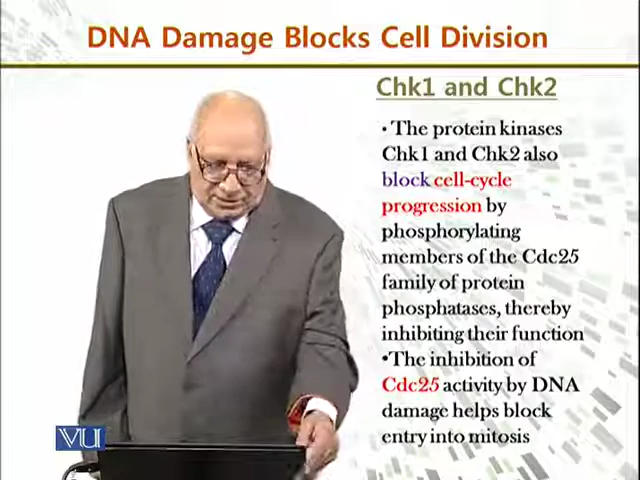 DNA Damage Blocks Cell Division
Chk1 and Chk2
• The protein kinases
Chk1 and Chk2 also
block cell-cycle
progression by
phosphorylating
members of the Cdc25
family of protein
phosphatases, thereby
inhibiting their function
•The inhibition of
Cdc25 activity by DNA
damage helps block
entry into mitosis
VU